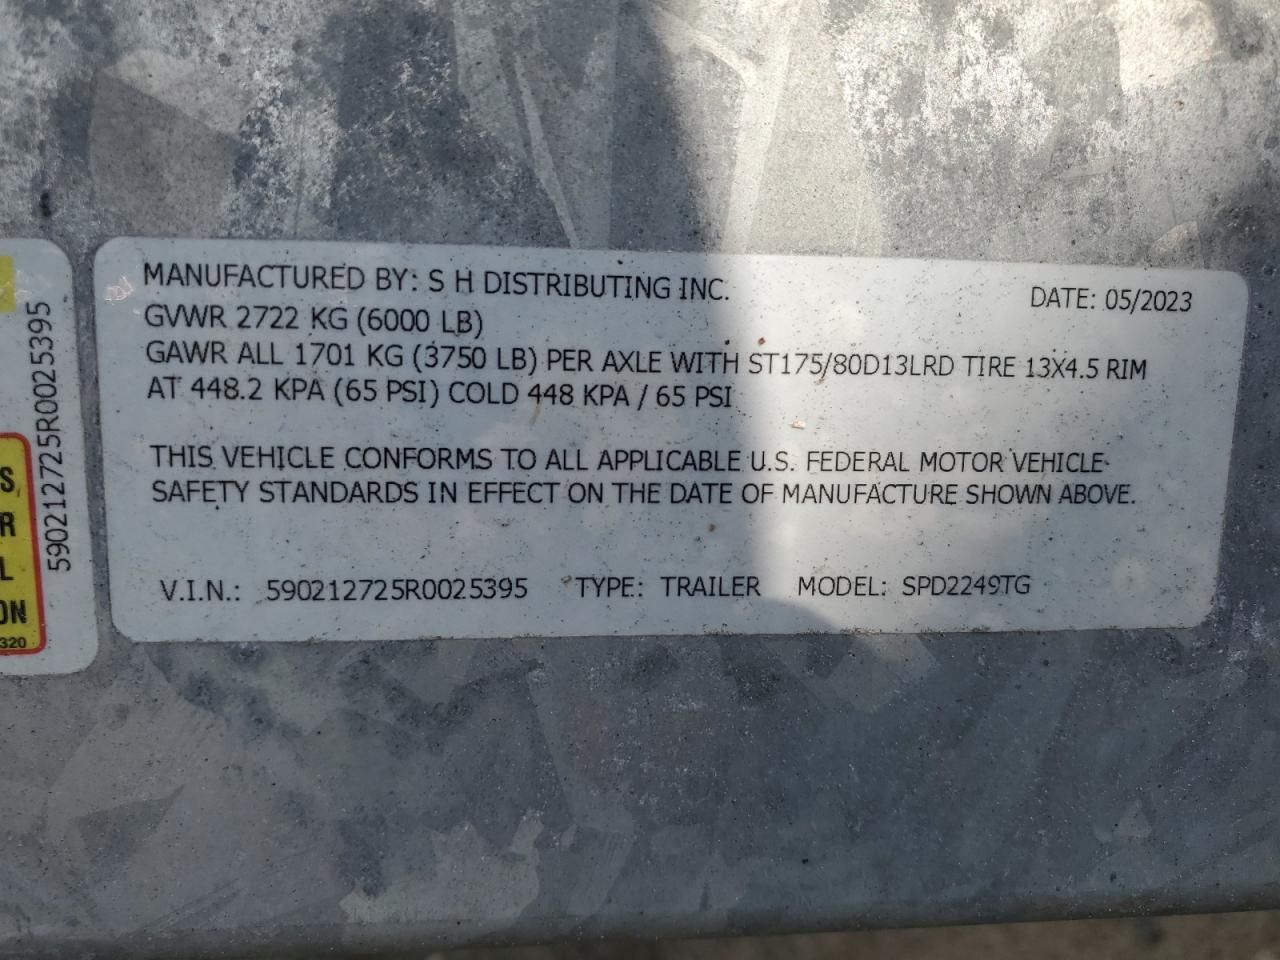 MANUFACTURED BY: S H DISTRIBUTING INC.
DATE: 05/2023
GVWR 2722 KG (6000 LB)
GAWR ALL 1701 KG (3750 LB) PER AXLE WITH ST175/80D13LRD TIRE 13X4.5 RIM
AT 448.2 KPA (65 PSI) COLD 448 KPA / 65 PSI
THIS VEHICLE CONFORMS TO ALL APPLICABLE U.S. FEDERAL MOTOR VEHICLE
SAFETY STANDARDS IN EFFECT ON THE DATE OF MANUFACTURE SHOWN ABOVE.
V.I.N.: 590212725R0025395 TYPE: TRAILER MODEL: SPD2249TG
590212725R0025395
S,
R
L
ON
320